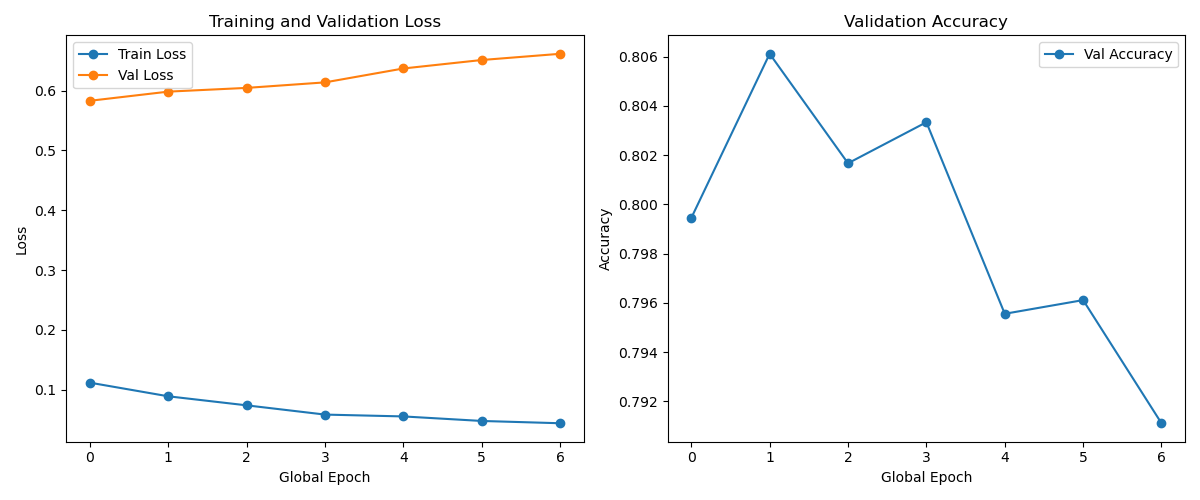 Training and Validation Loss
Train Loss
Val Loss
0.6
0.5
0.4
0.3
0.2
0.1
Loss
0 1 2 3 4 5 6
Global Epoch
Validation Accuracy
Val Accuracy
0.806
0.804
0.802
0.800
0.798
0.796
0.794
0.792
Accuracy
0 1 2 3 4 5 6
Global Epoch